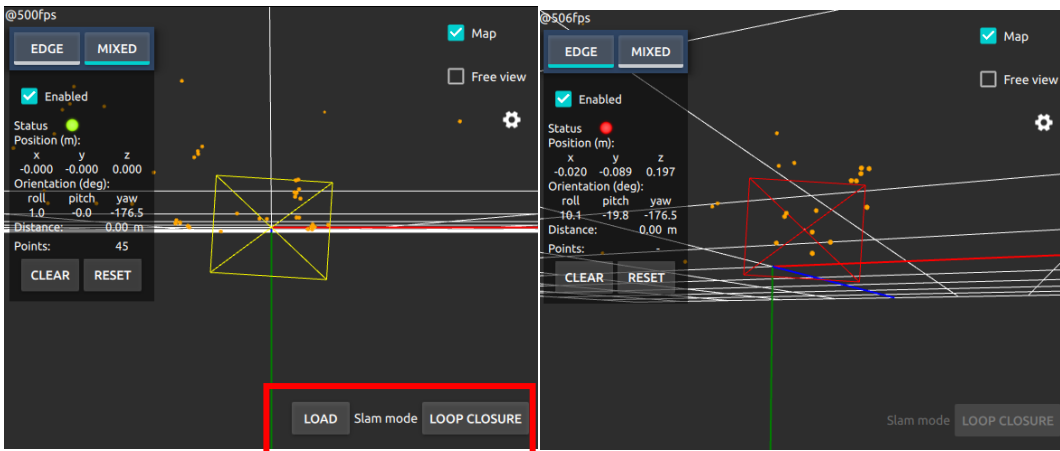 @500fps
EDGE MIXED
Enabled
Status
Position (m):
x y z
-0.000 -0.000 0.000
Orientation (deg):
roll pitch yaw
1.0 -0.0 -176.5
Distance: 0.00 m
Points: 45
CLEAR RESET
Map
Free view
LOAD Slam mode LOOP CLOSURE
@506fps
EDGE MIXED
Enabled
Status
Position (m):
x y z
-0.020 -0.089 0.197
Orientation (deg):
roll pitch yaw
10.1 -19.8 -176.5
Distance: 0.00 m
Points: -
CLEAR RESET
Map
Free view
Slam mode LOOP CLOSURE